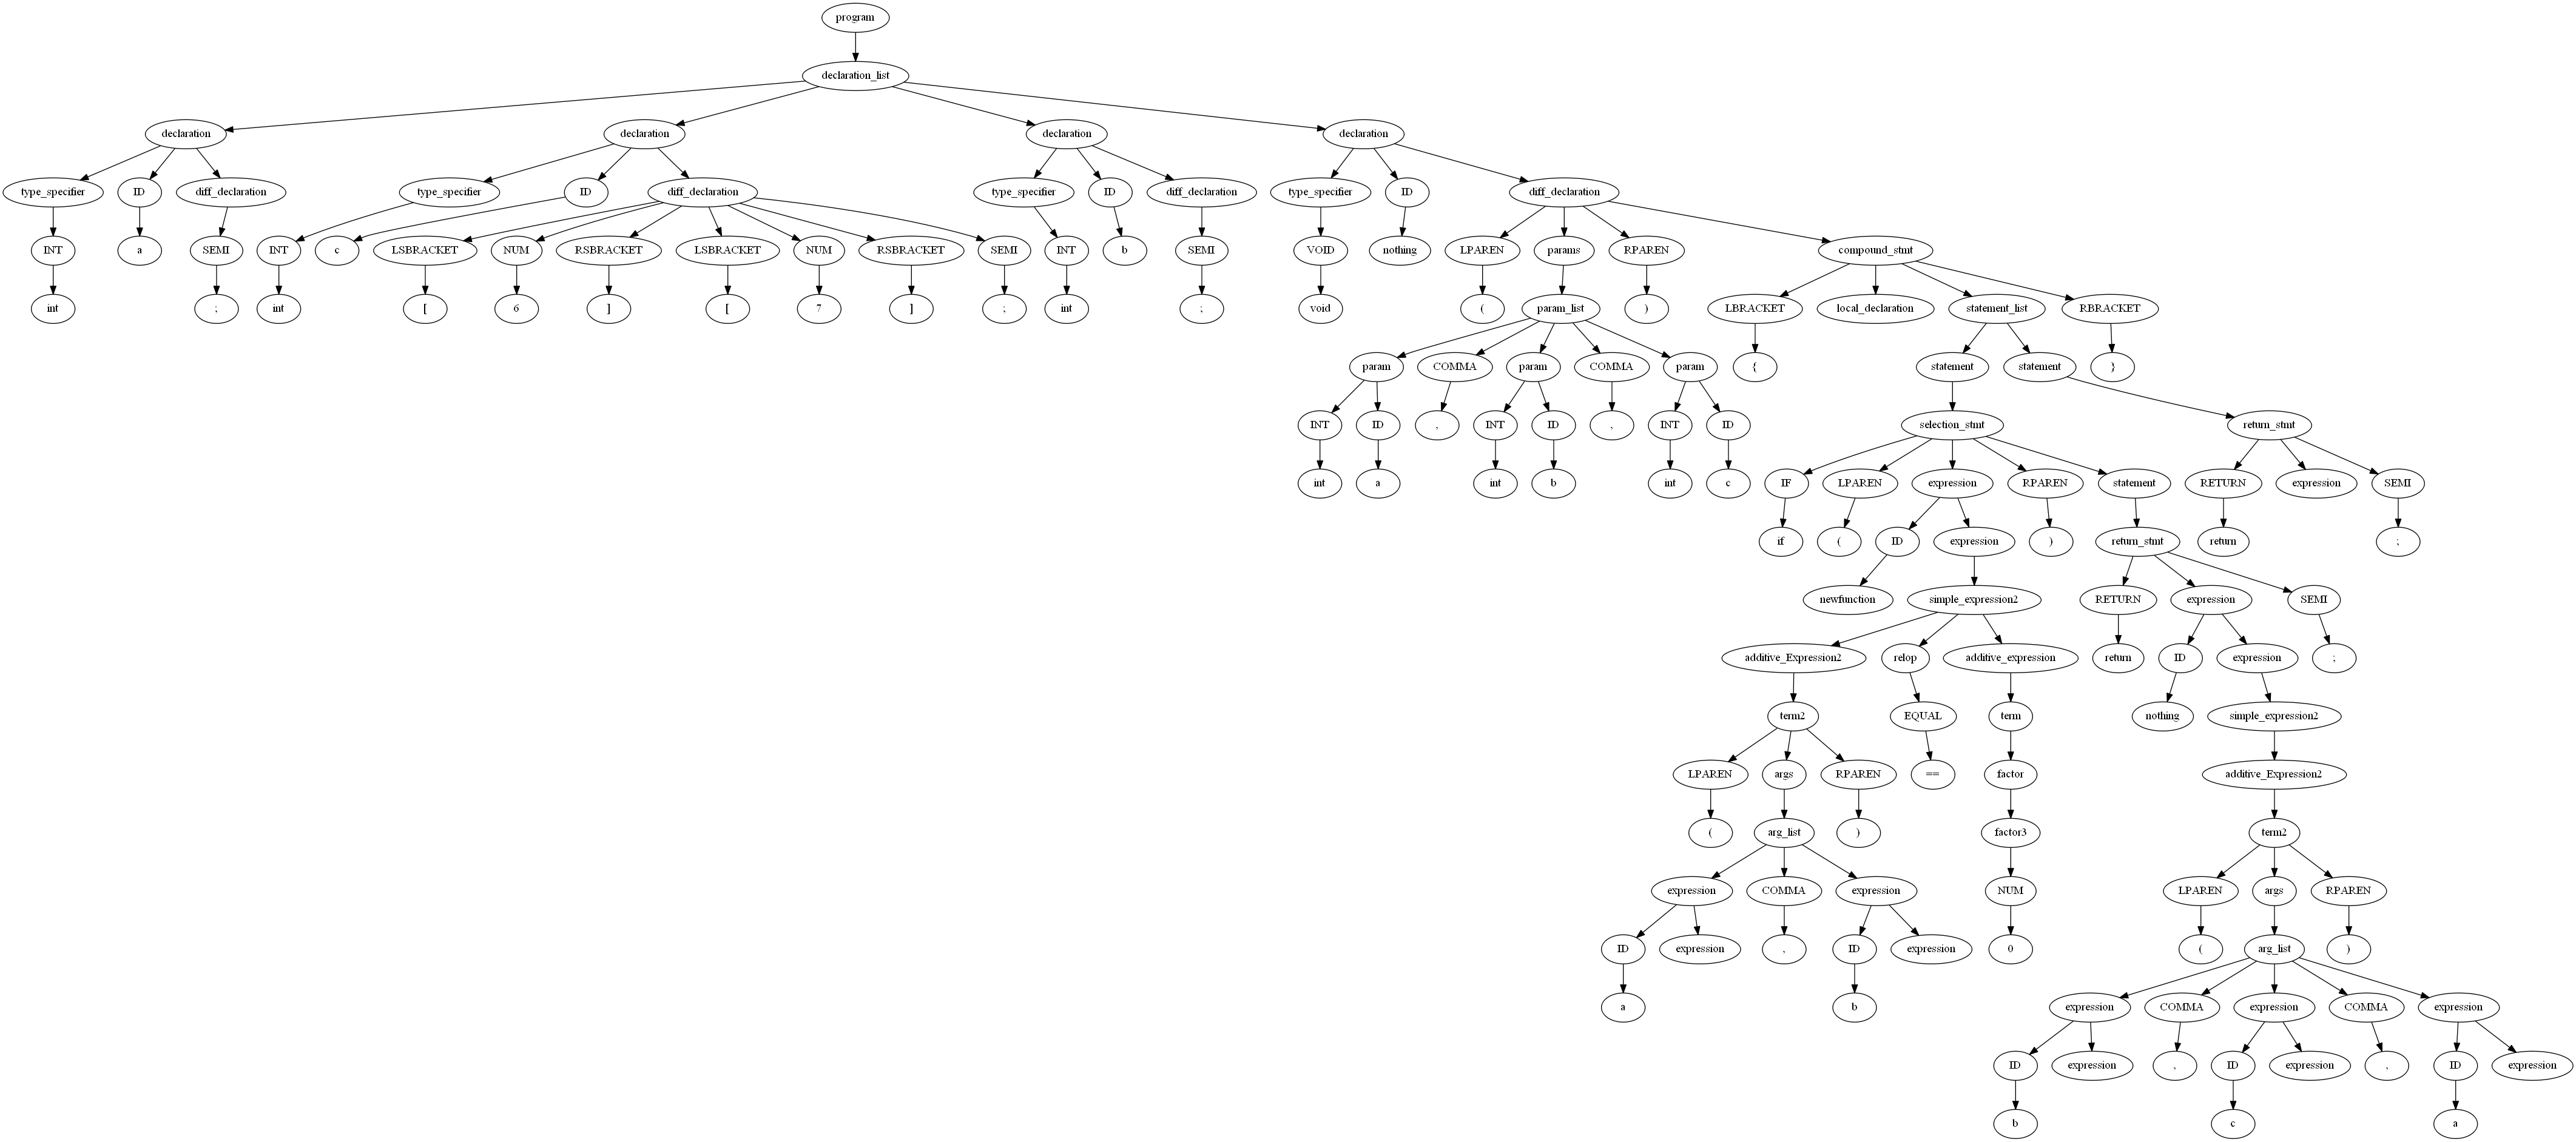 program
declaration_list
declaration declaration declaration declaration
type_specifier ID diff_declaration type_specifier ID diff_declaration type_specifier ID diff_declaration type_specifier ID diff_declaration
INT a SEMI INT c LSBRACKET NUM RSBRACKET LSBRACKET NUM RSBRACKET SEMI INT b SEMI VOID nothing LPAREN params RPAREN compound_stmt
int ; int [ 6 ] [ 7 ] ; int ; void ( param_list ) LBRACKET local_declaration statement_list RBRACKET
param COMMA param COMMA param { statement statement }
INT ID , INT ID , INT ID selection_stmt return_stmt
int a int b int c IF LPAREN expression RPAREN statement RETURN expression SEMI
if ( ID expression ) return_stmt return ;
newfunction simple_expression2 RETURN expression SEMI
additive_Expression2 relop additive_expression return ID expression ;
term2 EQUAL term nothing simple_expression2
LPAREN args RPAREN == factor additive_Expression2
( arg_list ) factor3 term2
expression COMMA expression NUM LPAREN args RPAREN
ID expression , ID expression 0 ( arg_list )
a b expression COMMA expression COMMA expression
ID expression , ID expression , ID expression
b c a